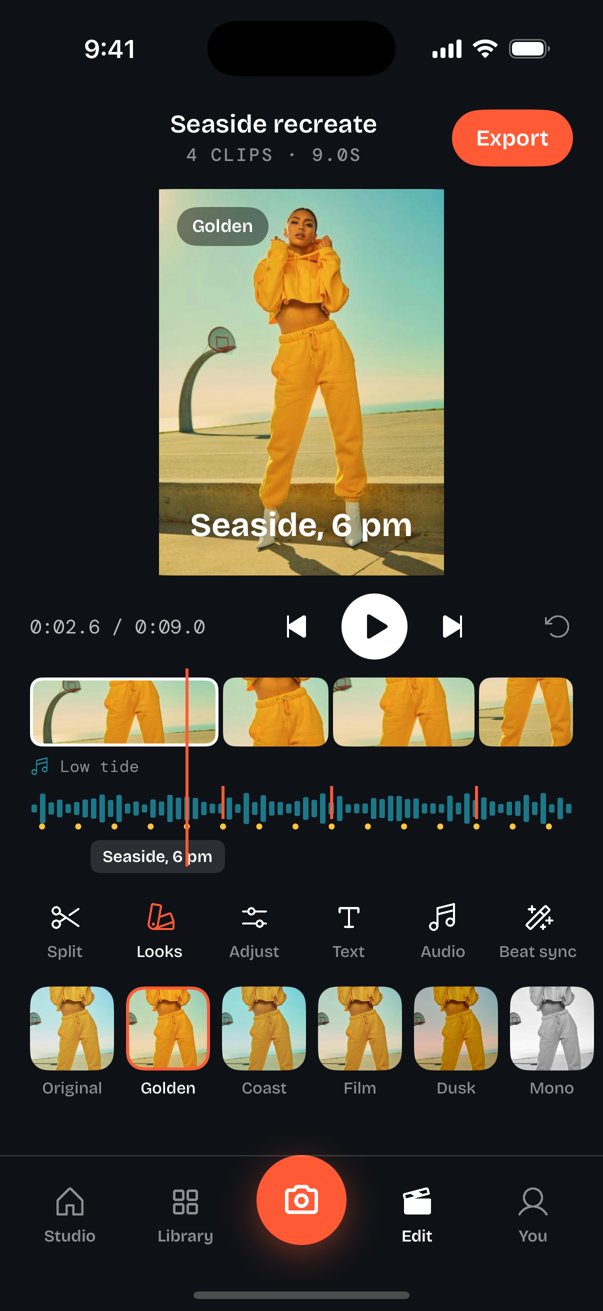 9:41
Seaside recreate
Export
4 CLIPS · 9.0S
Golden
Seaside, 6 pm
0:02.6 / 0:09.0
Low tide
Seaside, 6 pm
Split
Looks
Adjust
Text
Audio
Beat sync
Original
Golden
Coast
Film
Dusk
Mono
Studio
Library
Edit
You